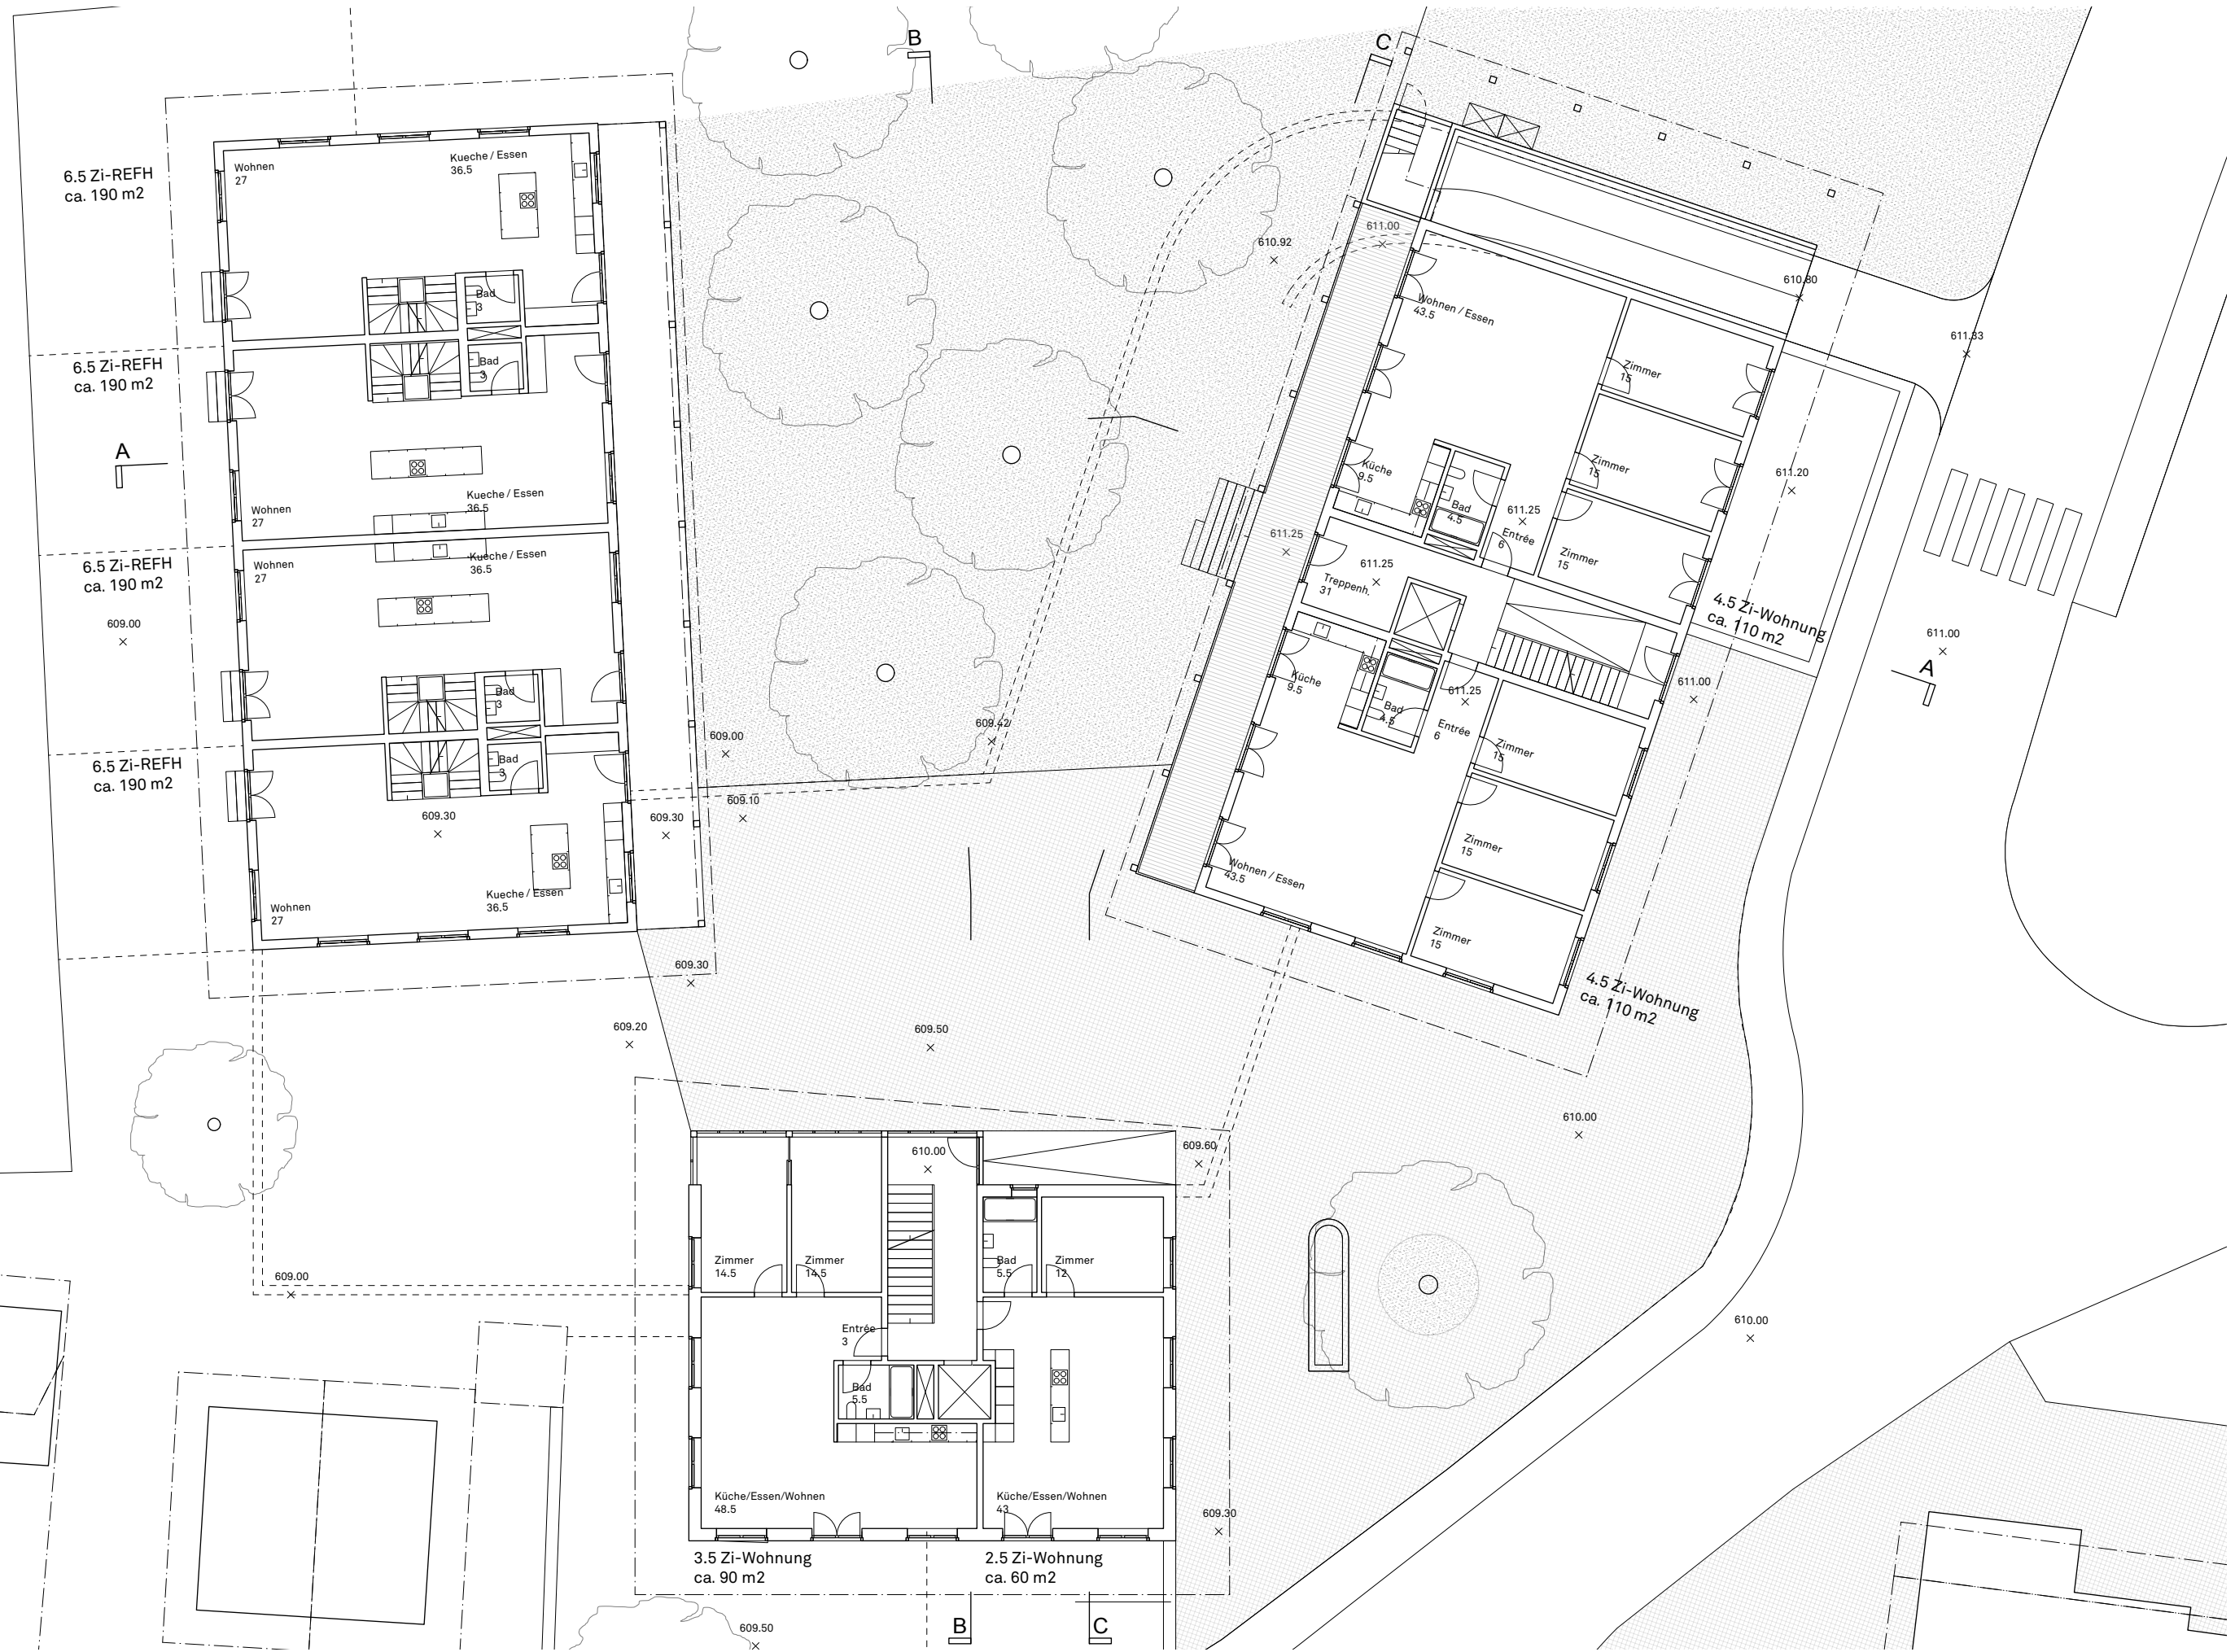 B
C
6.5 Zi-REFH
ca. 190 m2
Wohnen
27
Kueche / Essen
36.5
Bad
3
6.5 Zi-REFH
ca. 190 m2
Bad
3
A
Wohnen
27
Kueche / Essen
36.5
6.5 Zi-REFH
ca. 190 m2
Wohnen
27
Kueche / Essen
36.5
609.00
Bad
3
6.5 Zi-REFH
ca. 190 m2
Bad
3
609.30
Kueche / Essen
36.5
Wohnen
27
609.00
609.10
609.30
609.42
609.30
609.20
609.50
610.92
611.00
610.80
611.33
Wohnen / Essen
43.5
Zimmer
15
Zimmer
15
611.20
Küche
9.5
Bad
4.5
611.25
Entrée
6
Zimmer
15
611.25
611.25
Treppenh.
31
4.5 Zi-Wohnung
ca. 110 m2
611.00
A
611.00
Küche
9.5
Bad
4.5
611.25
Entrée
6
Zimmer
15
Zimmer
15
Wohnen / Essen
43.5
Zimmer
15
4.5 Zi-Wohnung
ca. 110 m2
610.00
609.60
610.00
609.00
Zimmer
14.5
Zimmer
14.5
Bad
5.5
Zimmer
12
Entrée
3
Bad
5.5
610.00
Küche/Essen/Wohnen
48.5
Küche/Essen/Wohnen
43
609.30
3.5 Zi-Wohnung
ca. 90 m2
2.5 Zi-Wohnung
ca. 60 m2
609.50
B
C